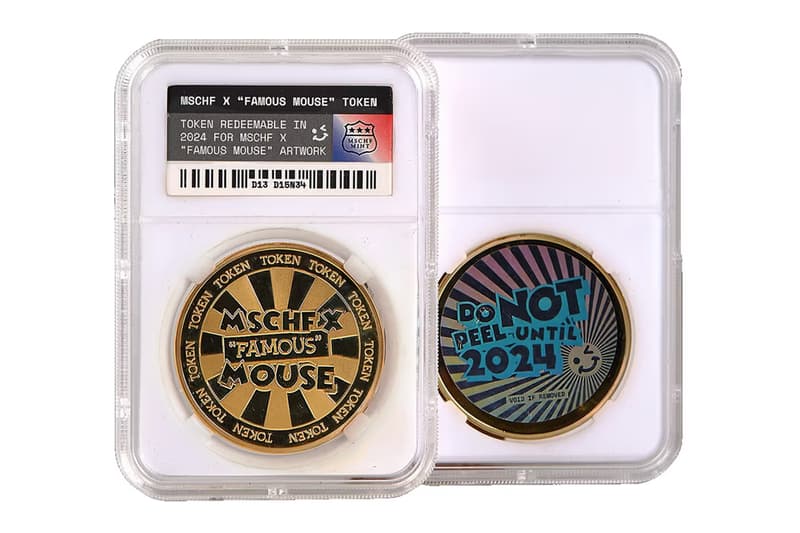 MSCHF X "FAMOUS MOUSE" TOKEN
TOKEN REDEEMABLE IN
2024 FOR MSCHF X
"FAMOUS MOUSE" ARTWORK
MSCHF
MINT
D13 D15N34
TOKEN TOKEN TOKEN TOKEN TOKEN TOKEN TOKEN TOKEN TOKEN TOKEN TOKEN
MSCHF X
"FAMOUS"
MOUSE
DO NOT
PEEL UNTIL
2024
VOID IF REMOVED